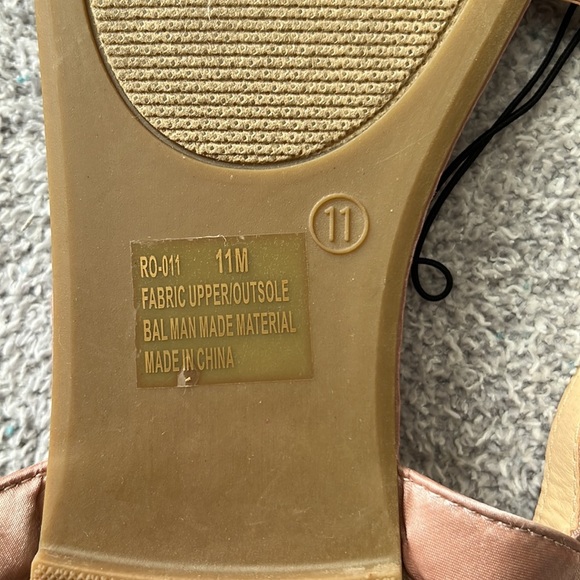 11
RO-011 11M
FABRIC UPPER/OUTSOLE
BAL MAN MADE MATERIAL
MADE IN CHINA